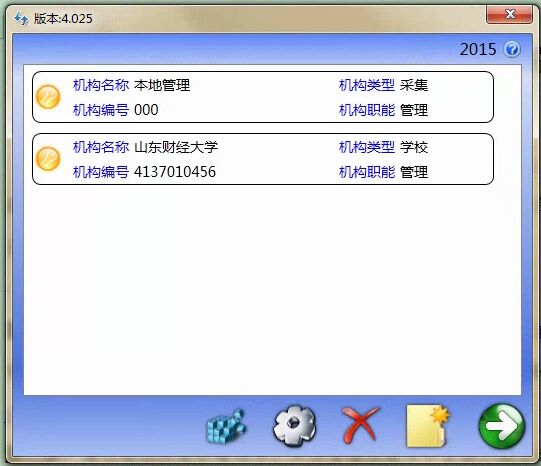 版本:4.025
2015
机构名称 本地管理 机构类型 采集
机构编号 000 机构职能 管理
机构名称 山东财经大学 机构类型 学校
机构编号 4137010456 机构职能 管理